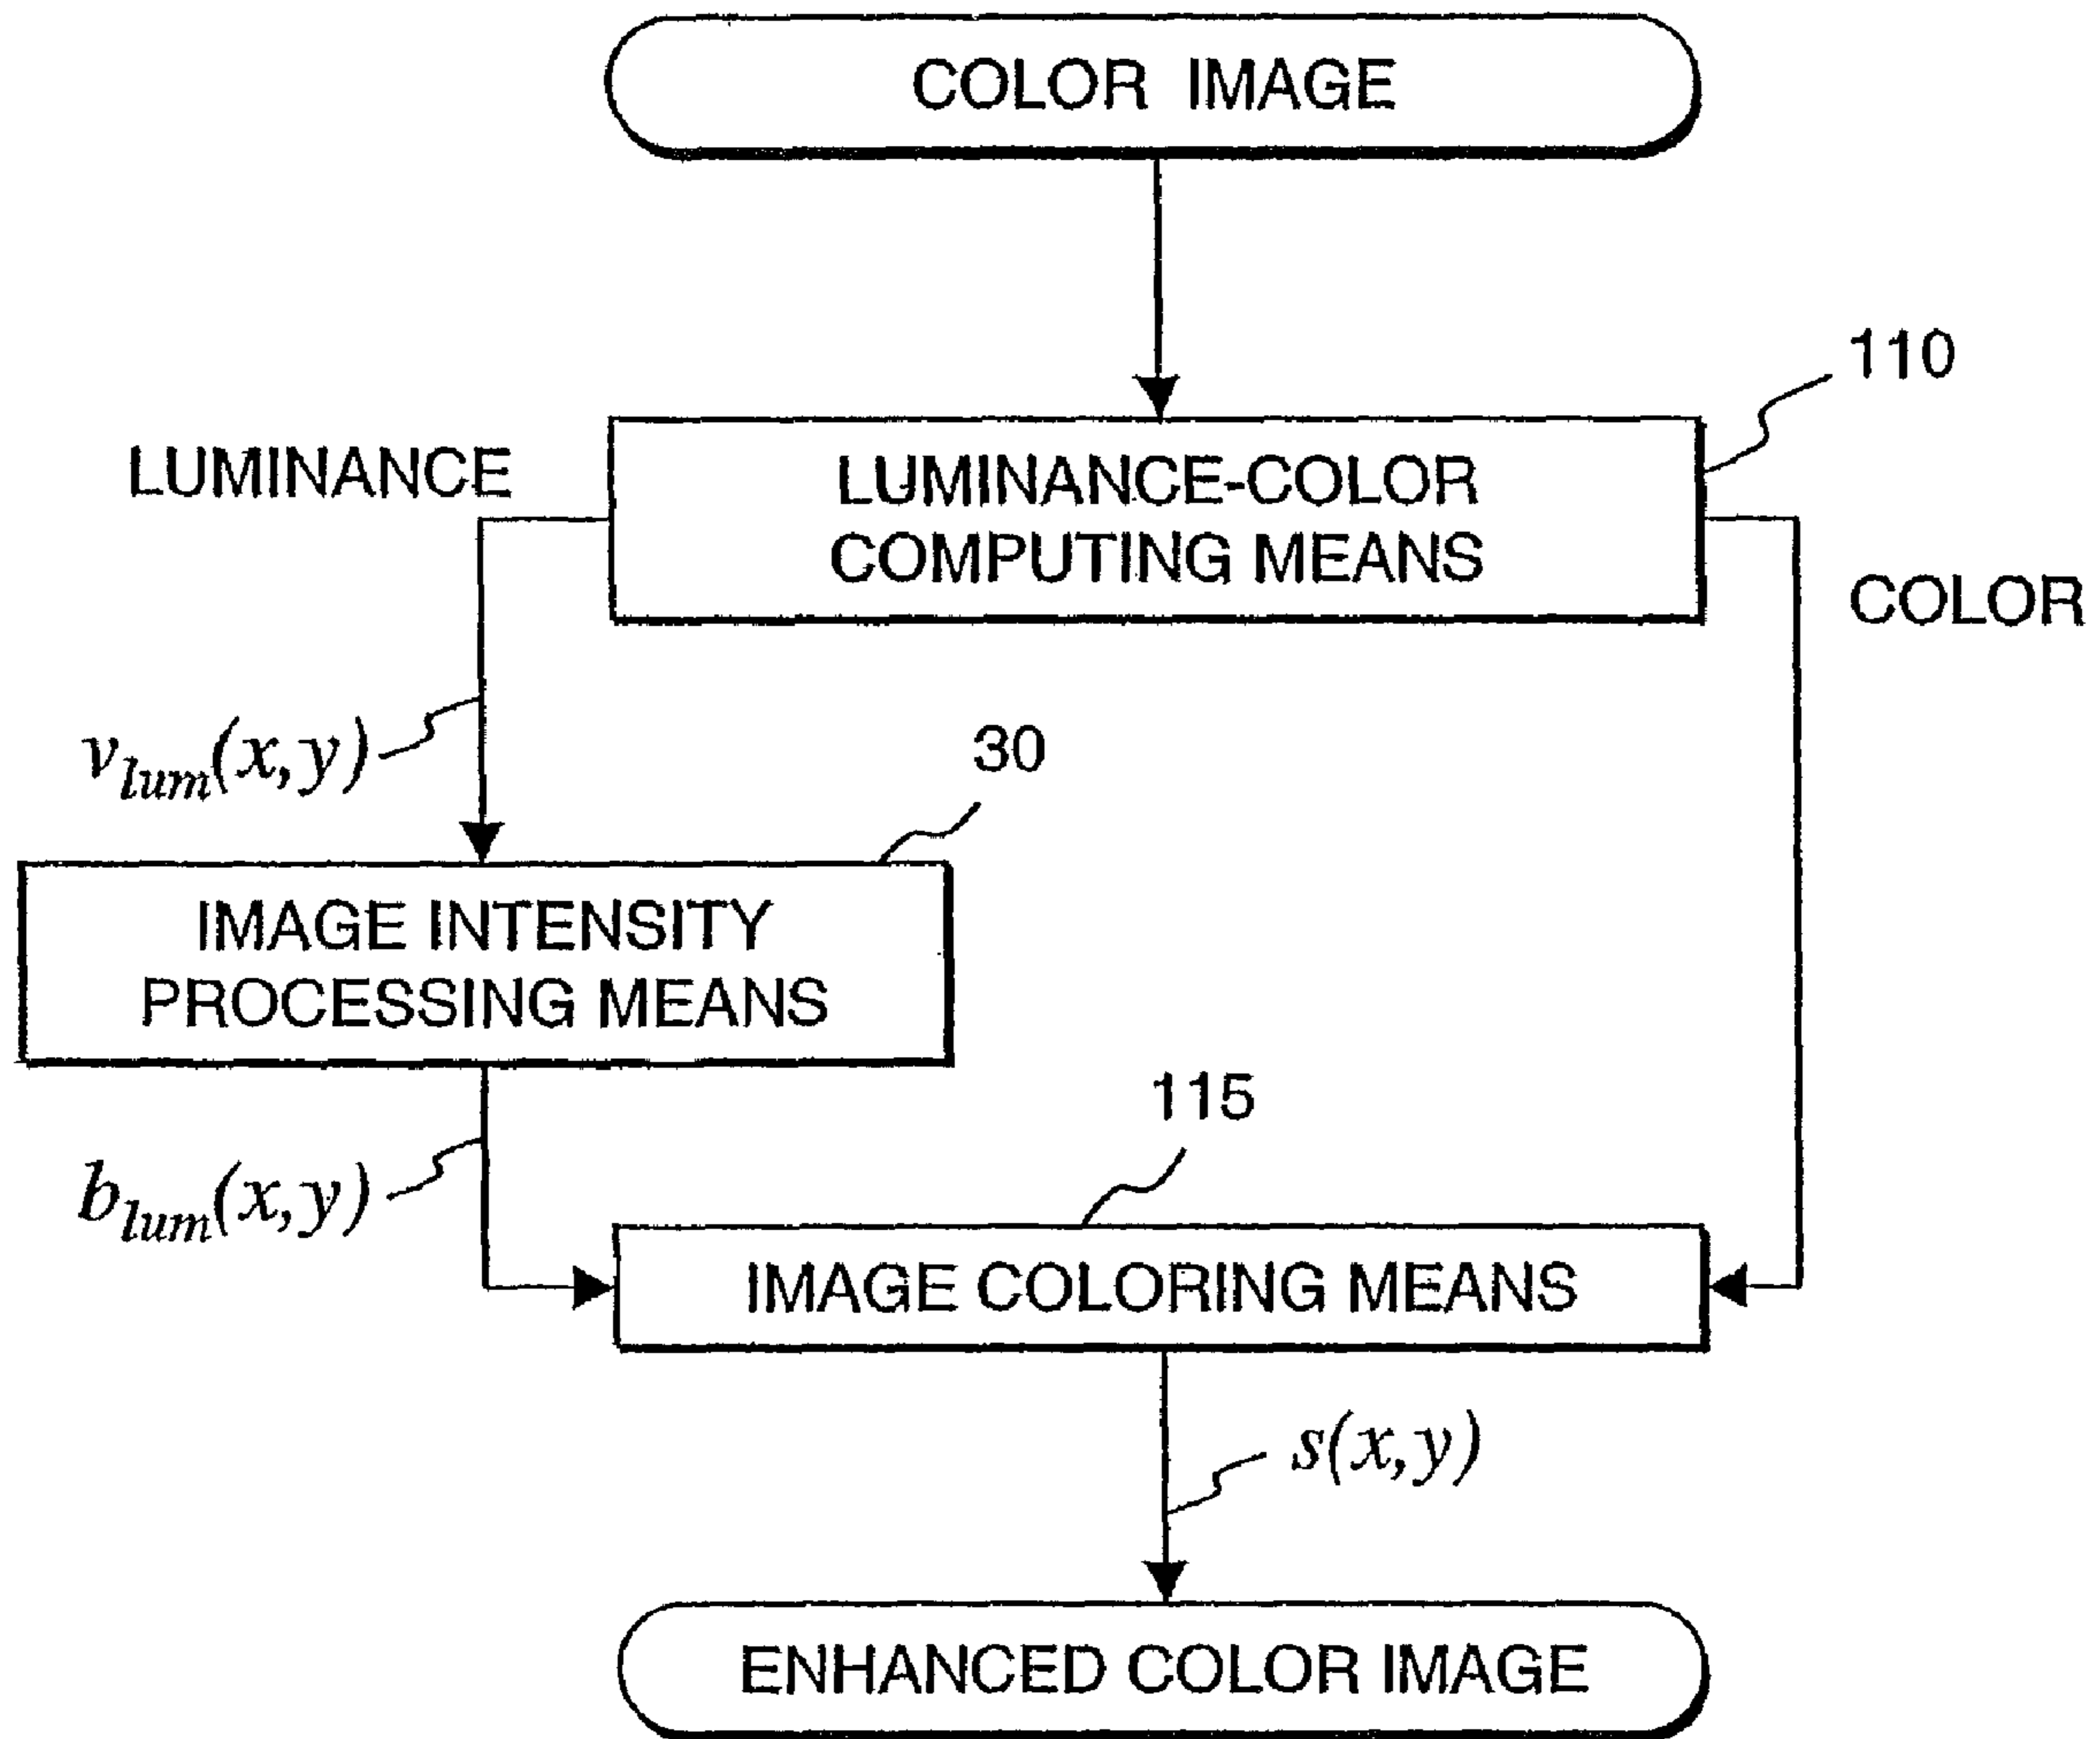 COLOR IMAGE
110
LUMINANCE
LUMINANCE-COLOR
COMPUTING MEANS
COLOR
v_lum(x,y)
30
IMAGE INTENSITY
PROCESSING MEANS
115
b_lum(x,y)
IMAGE COLORING MEANS
s(x,y)
ENHANCED COLOR IMAGE